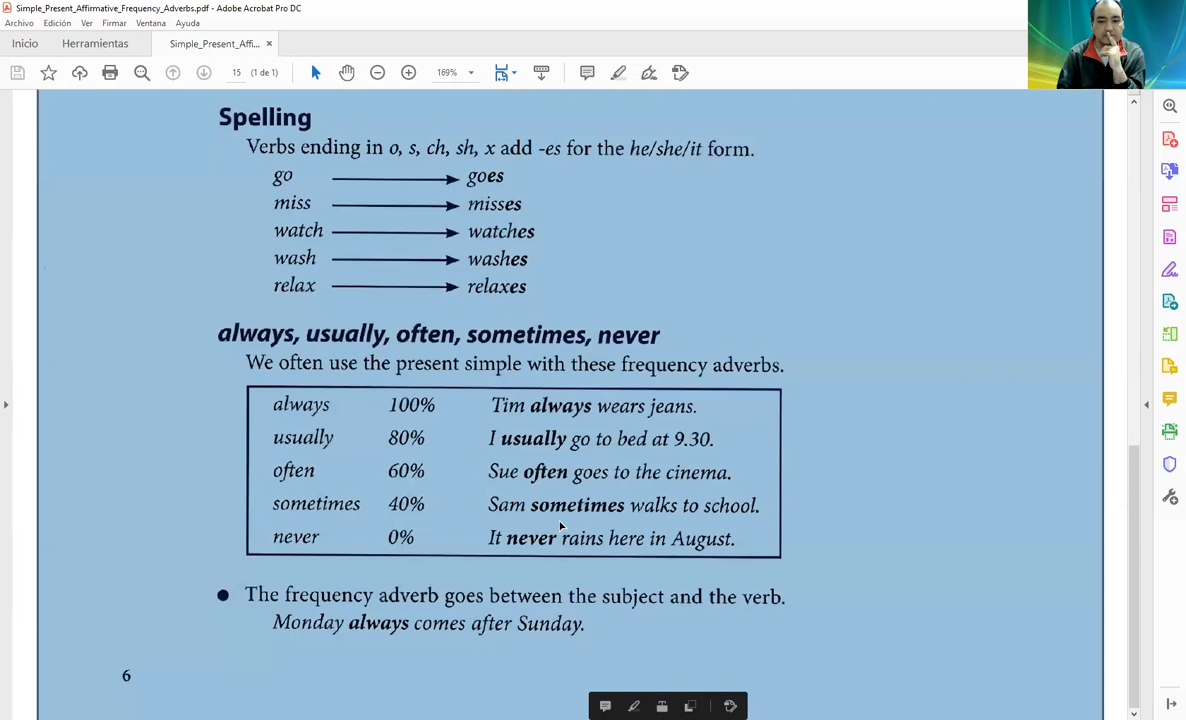 Simple_Present_Affirmative_Frequency_Adverbs.pdf - Adobe Acrobat Pro DC
Archivo Edición Ver Firmar Ventana Ayuda
Inicio Herramientas Simple_Present_Affi... ×
15 (1 de 1) 169%
Spelling
Verbs ending in o, s, ch, sh, x add -es for the he/she/it form.
go goes
miss misses
watch watches
wash washes
relax relaxes
always, usually, often, sometimes, never
We often use the present simple with these frequency adverbs.
always 100% Tim always wears jeans.
usually 80% I usually go to bed at 9.30.
often 60% Sue often goes to the cinema.
sometimes 40% Sam sometimes walks to school.
never 0% It never rains here in August.
● The frequency adverb goes between the subject and the verb.
Monday always comes after Sunday.
6